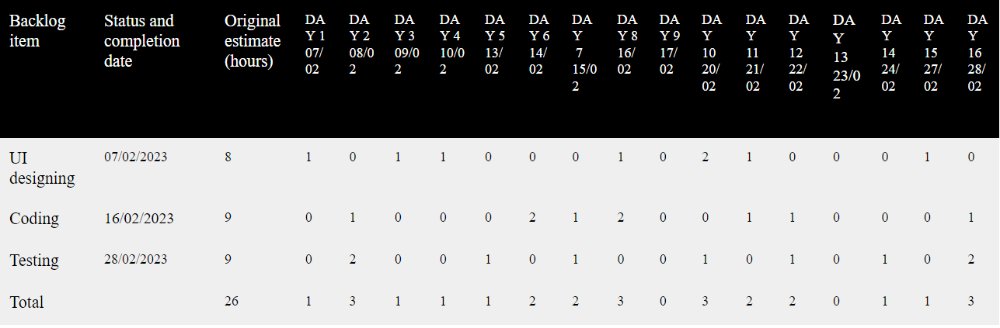 Backlog item Status and completion date Original estimate (hours) DAY 1 07/02 DAY 2 08/02 DAY 3 09/02 DAY 4 10/02 DAY 5 13/02 DAY 6 14/02 DAY 7 15/02 DAY 8 16/02 DAY 9 17/02 DAY 10 20/02 DAY 11 21/02 DAY 12 22/02 DAY 13 23/02 DAY 14 24/02 DAY 15 27/02 DAY 16 28/02
UI designing 07/02/2023 8 1 0 1 1 0 0 0 1 0 2 1 0 0 0 1 0
Coding 16/02/2023 9 0 1 0 0 0 2 1 2 0 0 1 1 0 0 0 1
Testing 28/02/2023 9 0 2 0 0 1 0 1 0 0 1 0 1 0 1 0 2
Total 26 1 3 1 1 1 2 2 3 0 3 2 2 0 1 1 3